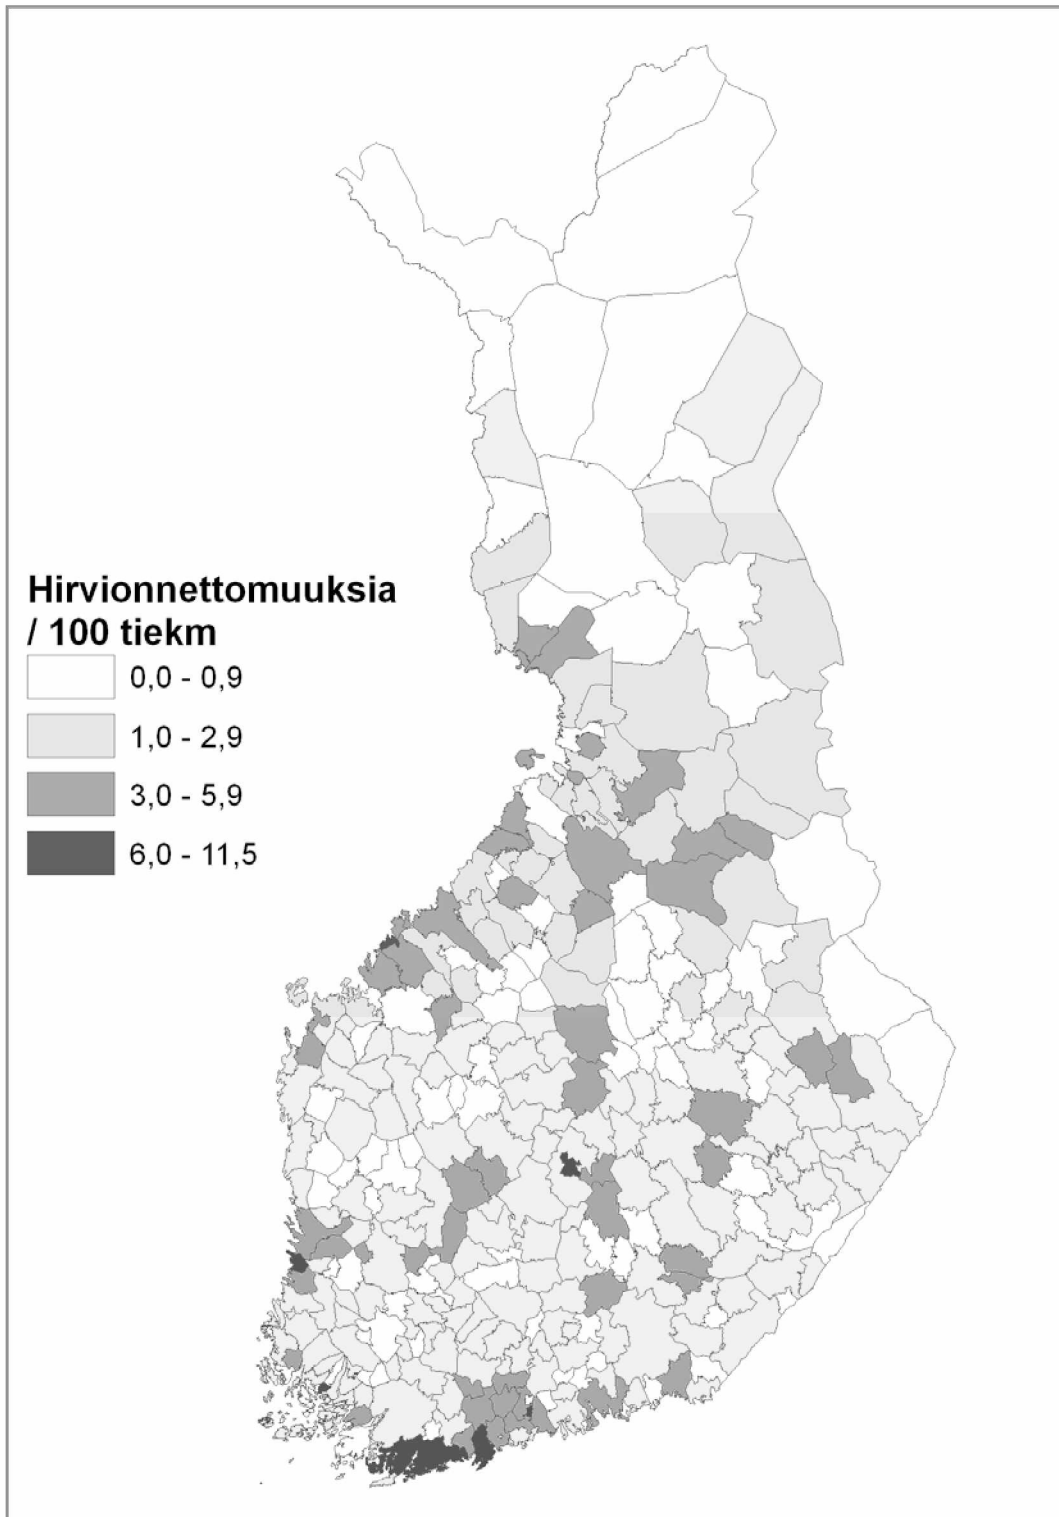 Hirvionnettomuuksia
/ 100 tiekm
0,0 - 0,9
1,0 - 2,9
3,0 - 5,9
6,0 - 11,5